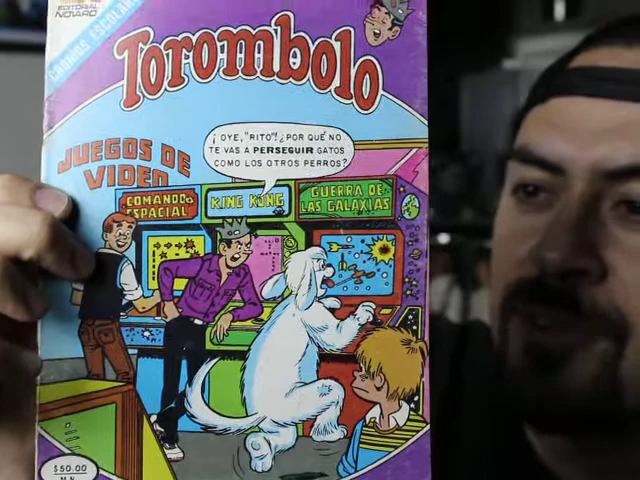 EDITORIAL
NOVARO
CROMOS ESCOLAR
Torombolo
¡OYE, "RITO"! ¿POR QUÉ NO
TE VAS A PERSEGUIR GATOS
COMO LOS OTROS PERROS?
JUEGOS DE
VIDEO
COMANDO
ESPACIAL
KING KONG
GUERRA DE
LAS GALAXIAS
$50.00
M.N.